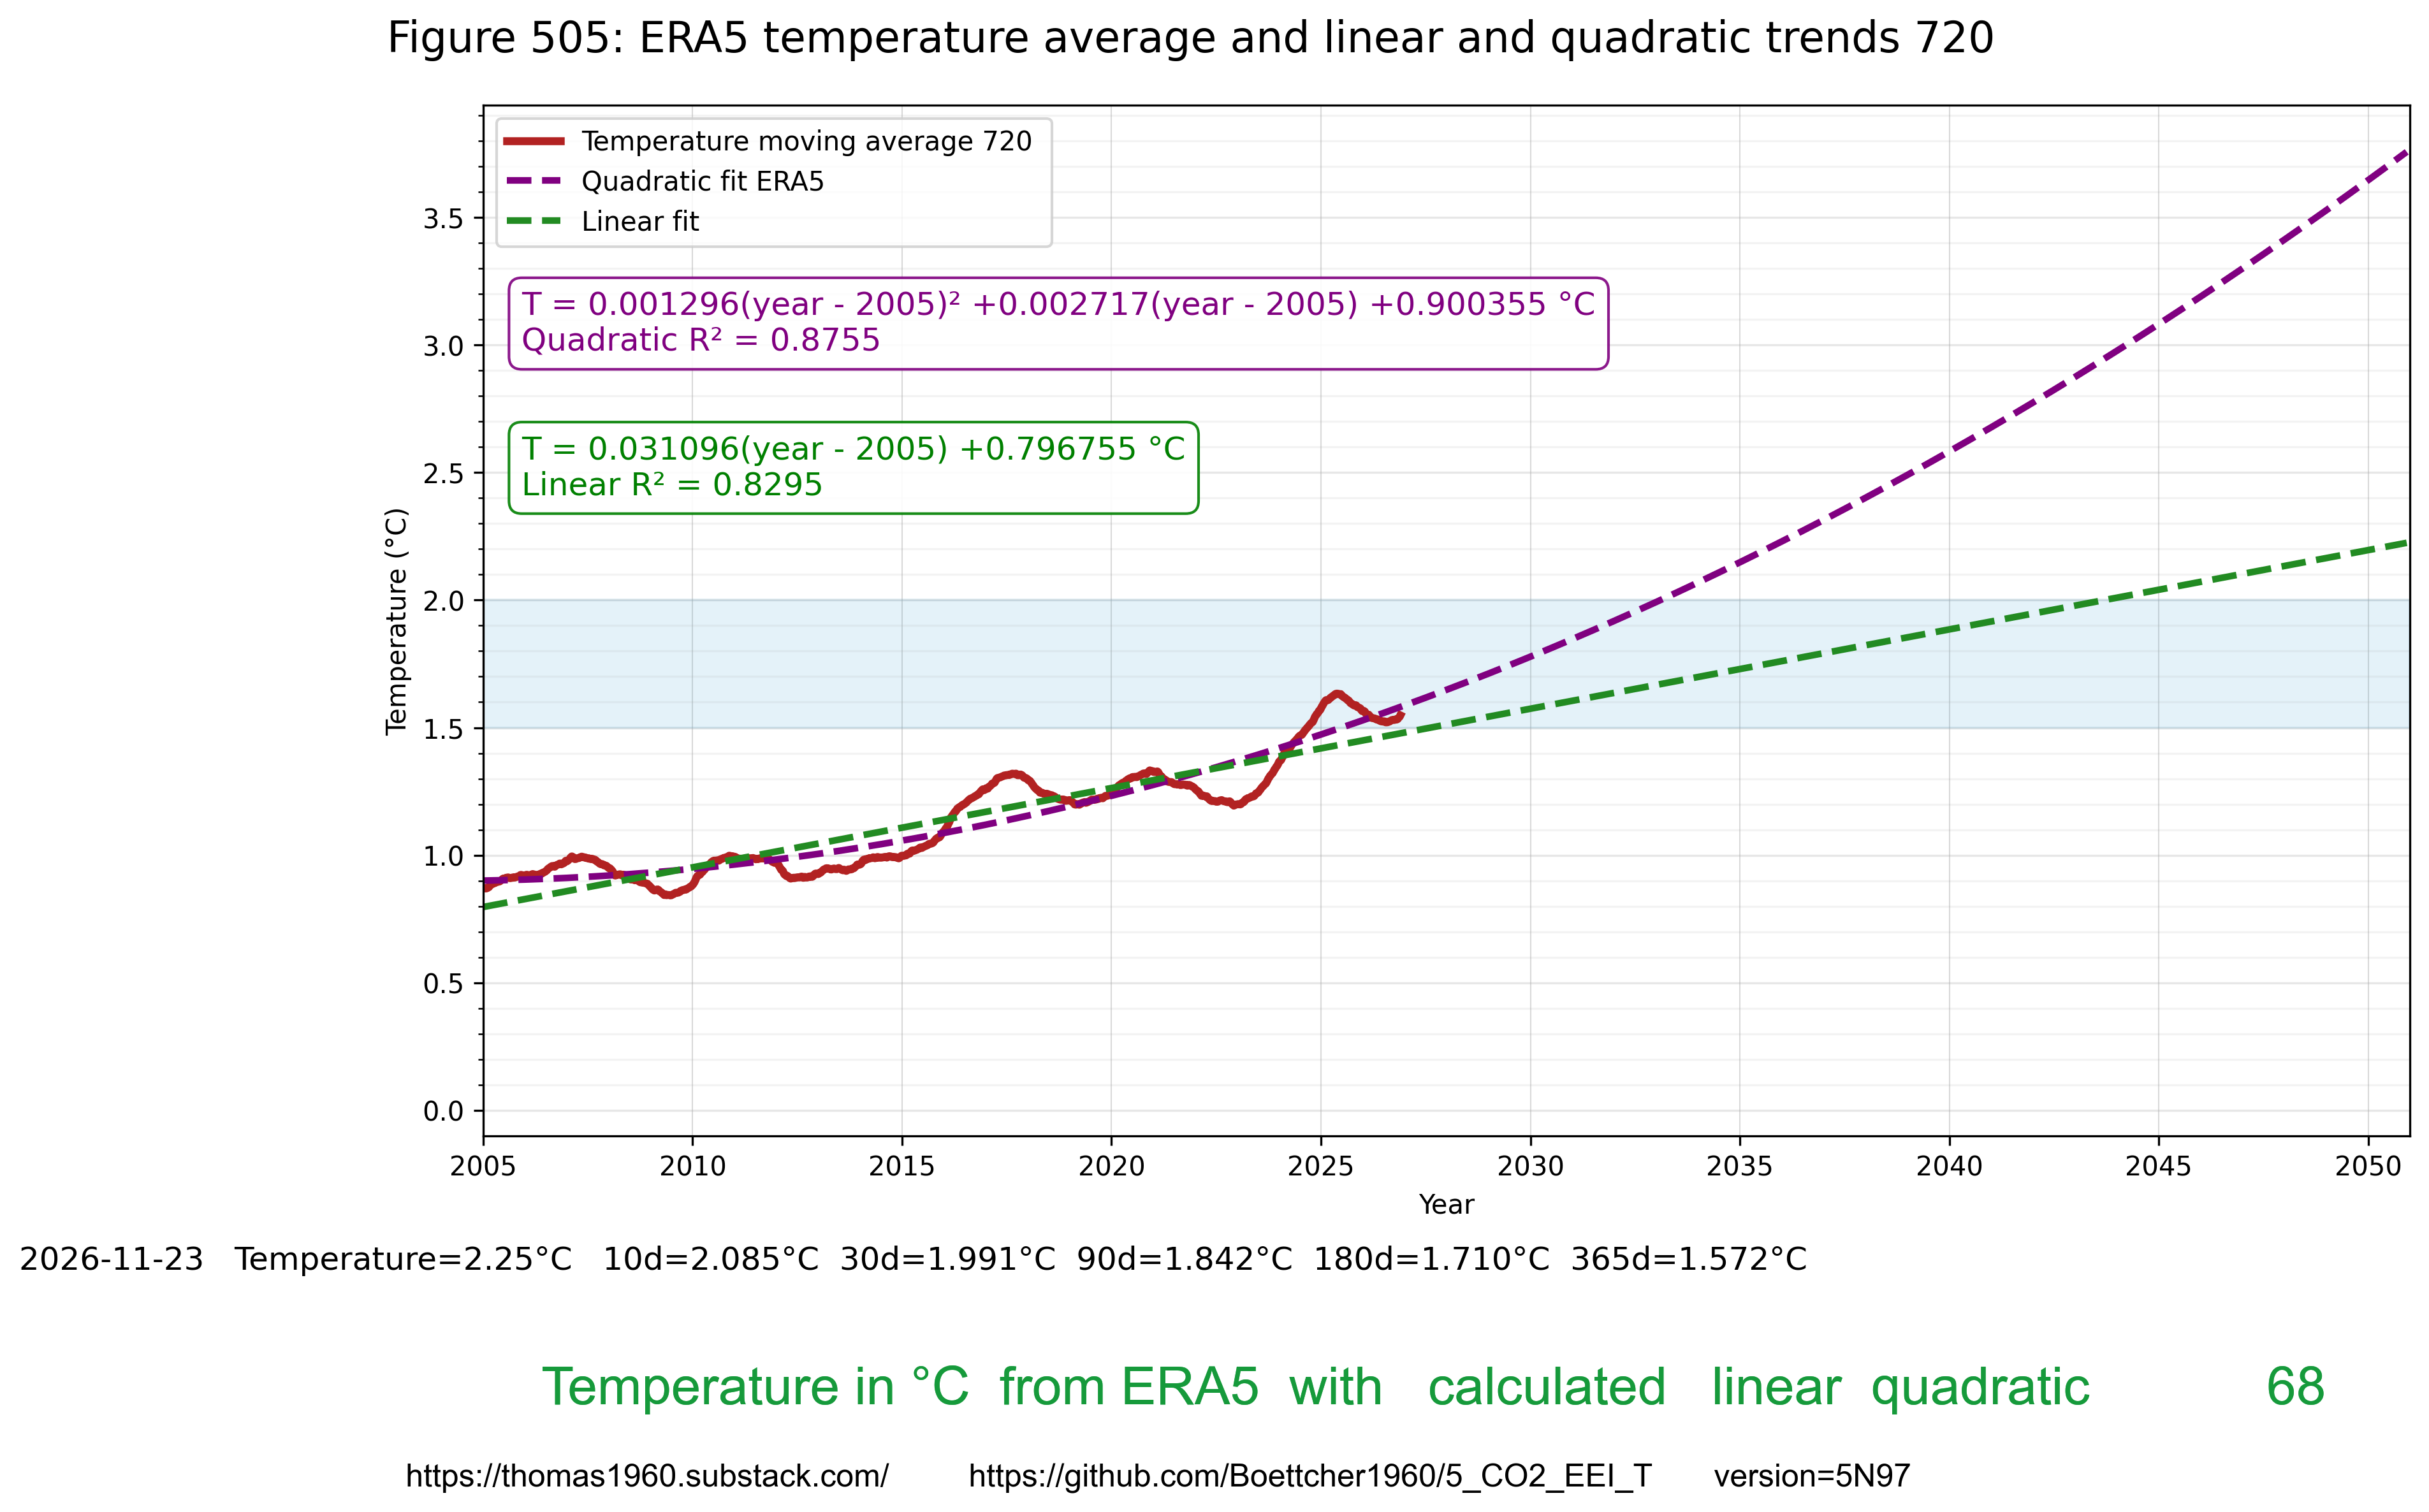 Figure 505: ERA5 temperature average and linear and quadratic trends 720
Temperature moving average 720
Quadratic fit ERA5
Linear fit
T = 0.001296(year - 2005)² +0.002717(year - 2005) +0.900355 °C
Quadratic R² = 0.8755
T = 0.031096(year - 2005) +0.796755 °C
Linear R² = 0.8295
Temperature (°C)
3.5
3.0
2.5
2.0
1.5
1.0
0.5
0.0
2005 2010 2015 2020 2025 2030 2035 2040 2045 2050
Year
2026-11-23 Temperature=2.25°C 10d=2.085°C 30d=1.991°C 90d=1.842°C 180d=1.710°C 365d=1.572°C
Temperature in °C from ERA5 with calculated linear quadratic 68
https://thomas1960.substack.com/ https://github.com/Boettcher1960/5_CO2_EEI_T version=5N97